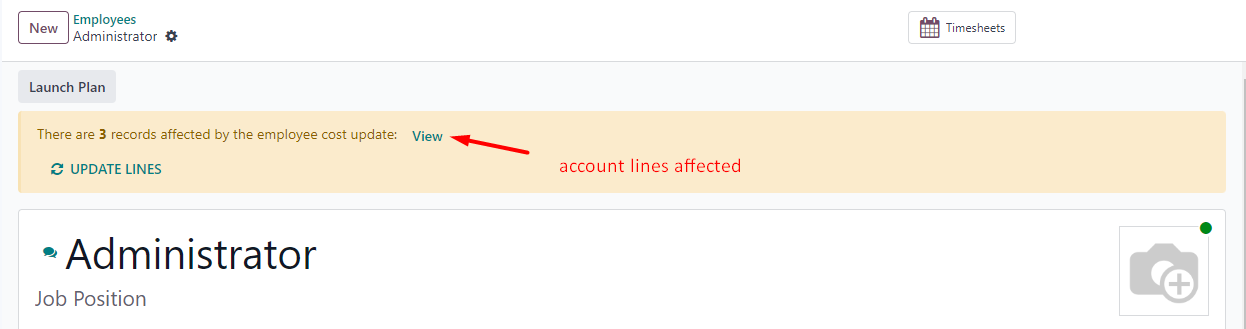 New
Employees
Administrator
Timesheets
Launch Plan
There are 3 records affected by the employee cost update: View
account lines affected
UPDATE LINES
Administrator
Job Position